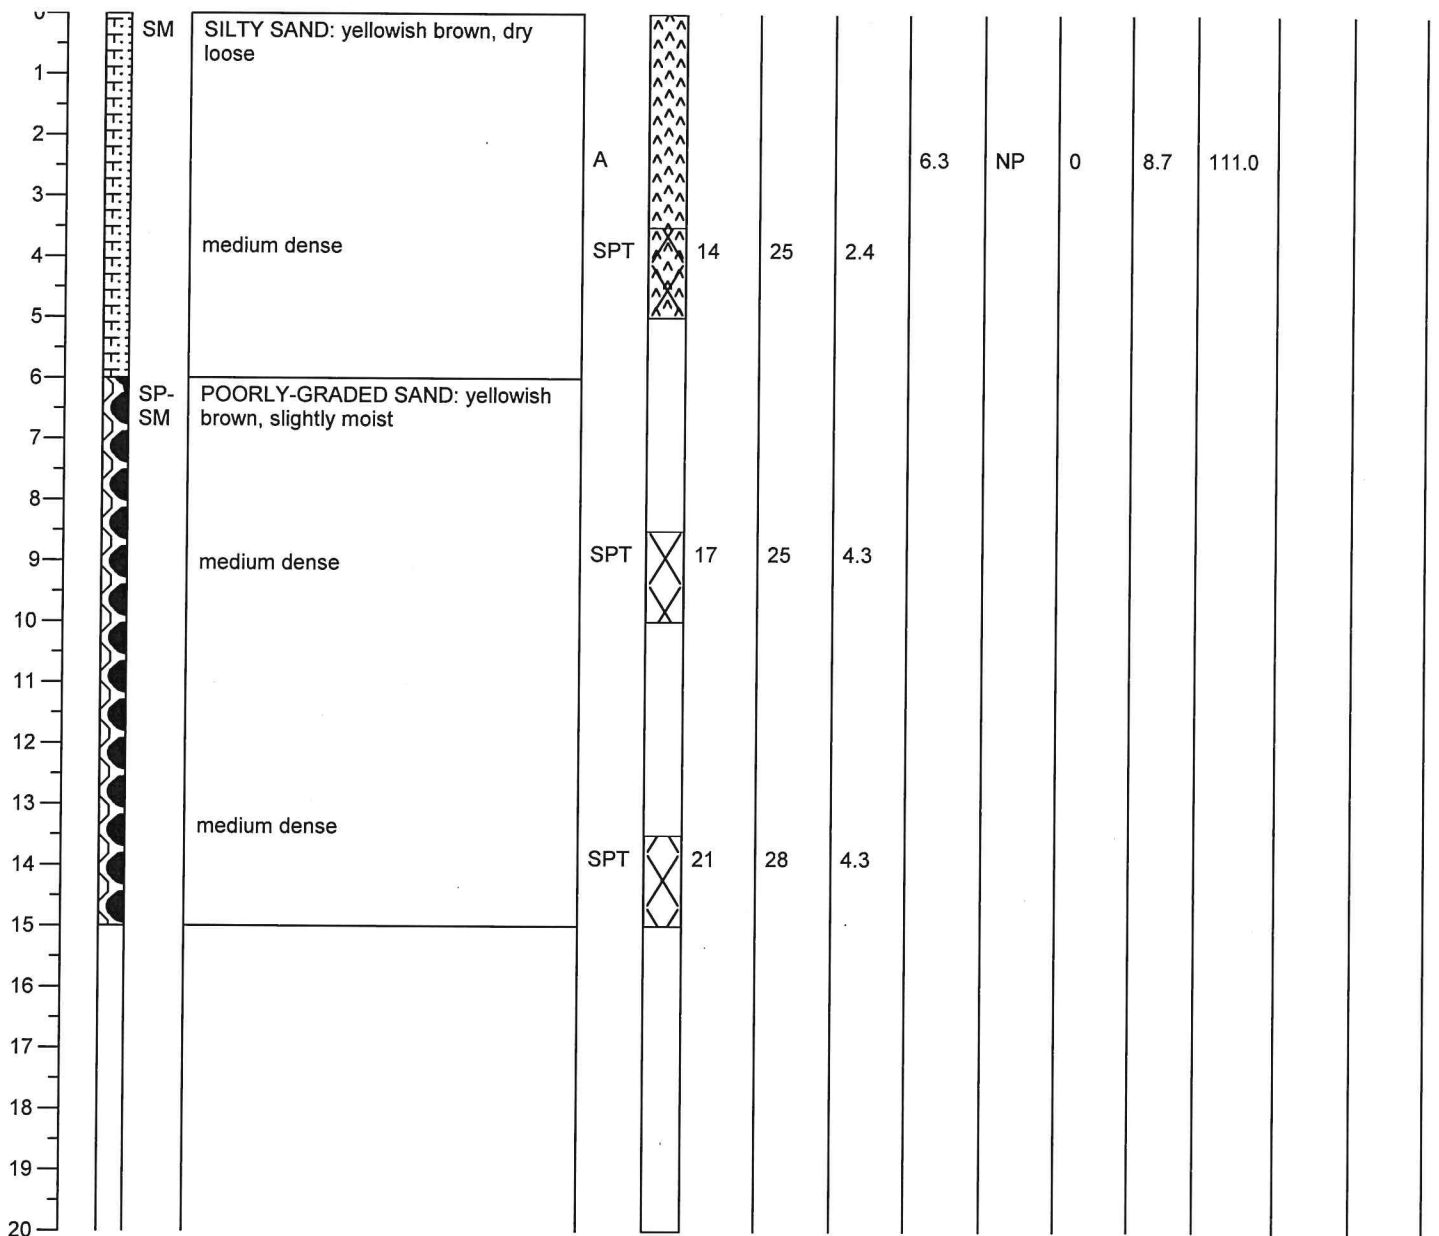 0
SM SILTY SAND: yellowish brown, dry
loose
1
2
A 6.3 NP 0 8.7 111.0
3
medium dense SPT 14 25 2.4
4
5
6
SP- POORLY-GRADED SAND: yellowish
SM brown, slightly moist
7
8
9 medium dense SPT 17 25 4.3
10
11
12
13
medium dense
14 SPT 21 28 4.3
15
16
17
18
19
20